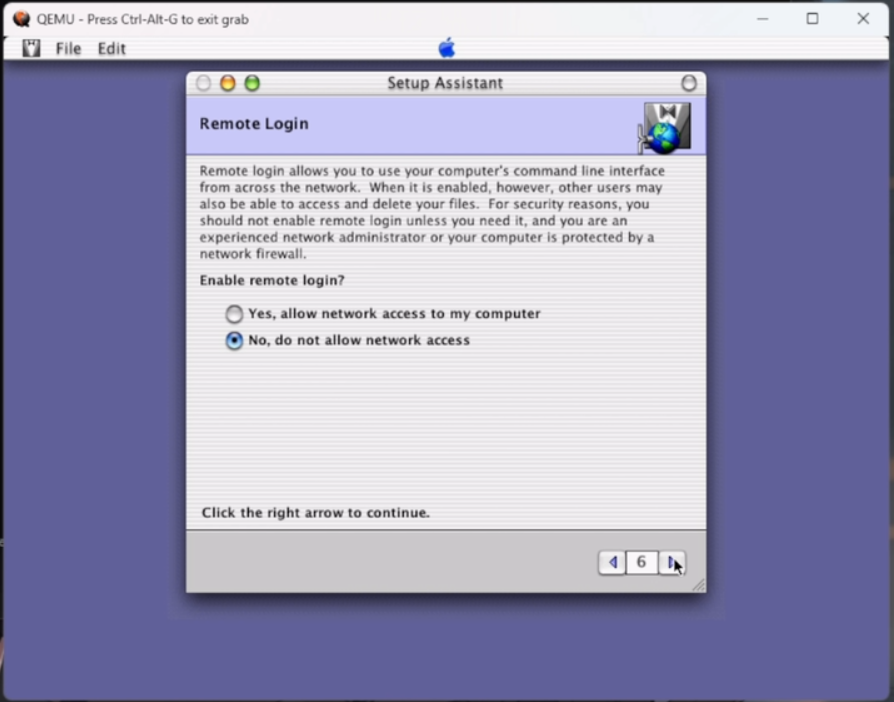 QEMU - Press Ctrl-Alt-G to exit grab
File Edit
Setup Assistant
Remote Login
Remote login allows you to use your computer's command line interface
from across the network. When it is enabled, however, other users may
also be able to access and delete your files. For security reasons, you
should not enable remote login unless you need it, and you are an
experienced network administrator or your computer is protected by a
network firewall.
Enable remote login?
Yes, allow network access to my computer
No, do not allow network access
Click the right arrow to continue.
6